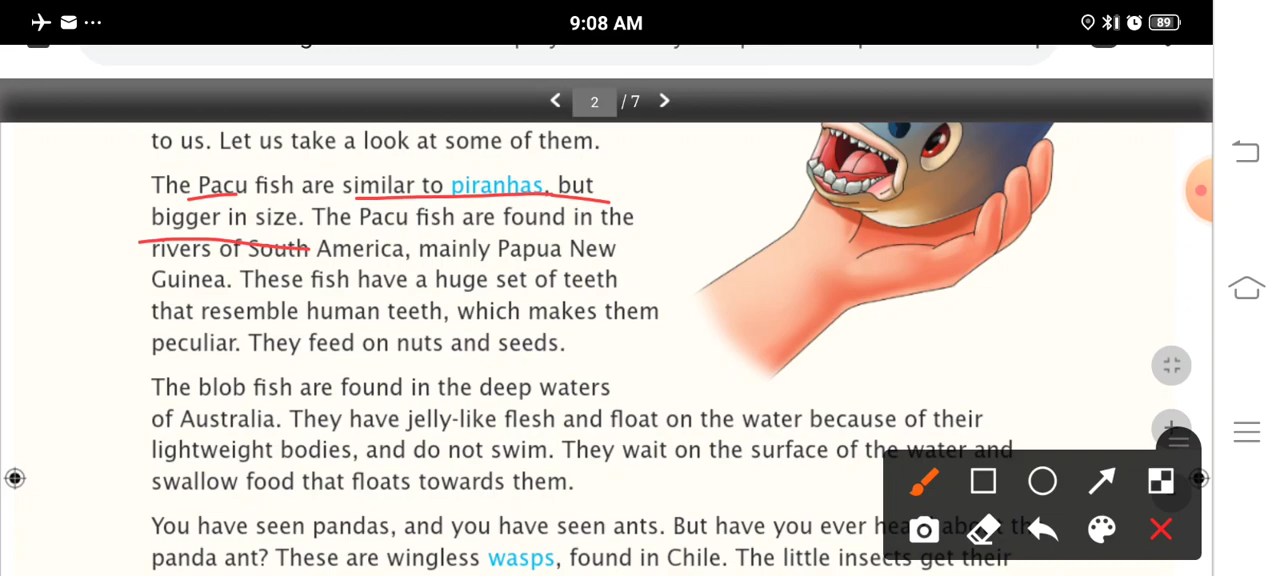 9:08 AM
89
2 / 7
to us. Let us take a look at some of them.
The Pacu fish are similar to piranhas, but
bigger in size. The Pacu fish are found in the
rivers of South America, mainly Papua New
Guinea. These fish have a huge set of teeth
that resemble human teeth, which makes them
peculiar. They feed on nuts and seeds.
The blob fish are found in the deep waters
of Australia. They have jelly-like flesh and float on the water because of their
lightweight bodies, and do not swim. They wait on the surface of the water and
swallow food that floats towards them.
You have seen pandas, and you have seen ants. But have you ever heard about the
panda ant? These are wingless wasps, found in Chile. The little insects get their